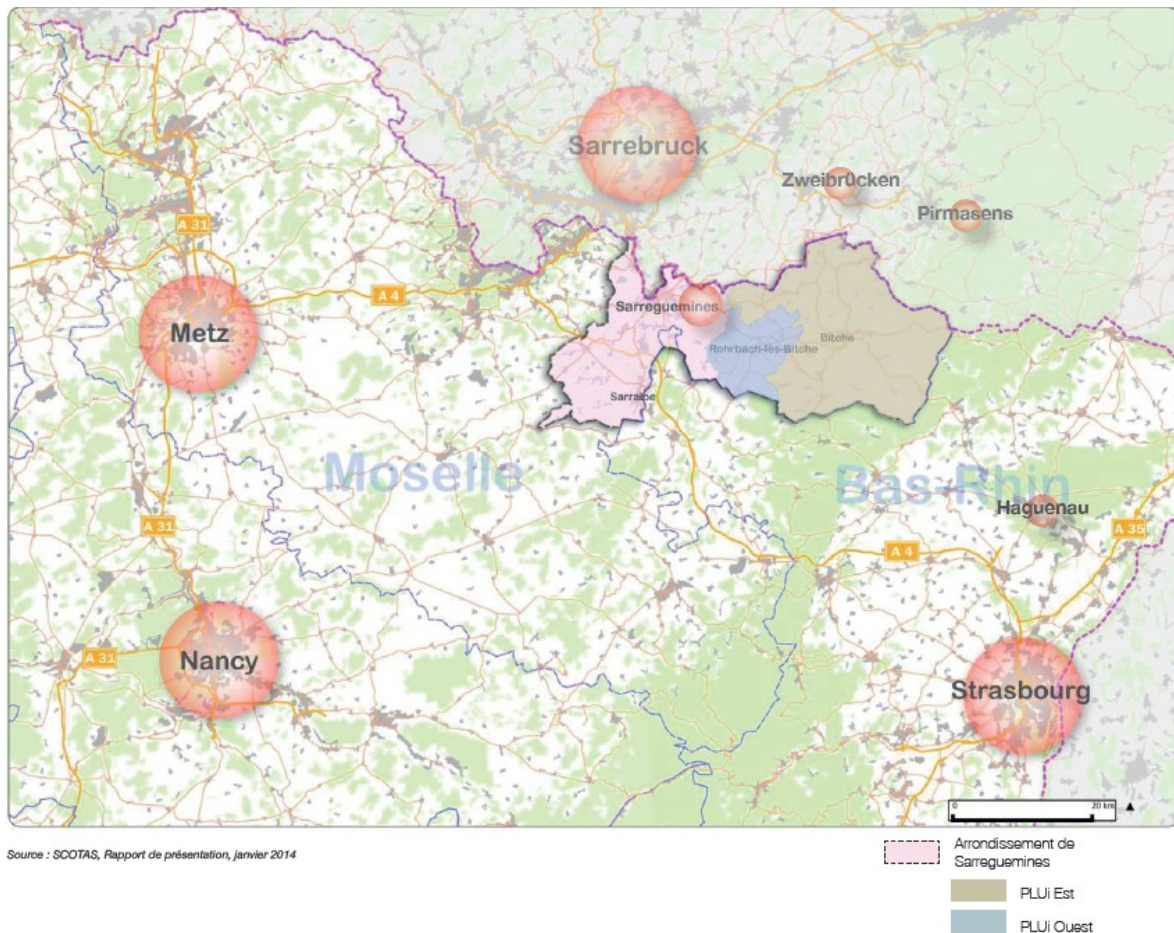 Sarrebruck
Zweibrücken
Pirmasens
A 31
A 4
Sarreguemines
Metz
Rohrbach-lès-Bitche
Bitche
Sarralbe
Moselle
Bas-Rhin
Haguenau
A 31
A 35
A 4
A 31
Nancy
Strasbourg
0
20 km
Source : SCOTAS, Rapport de présentation, janvier 2014
Arrondissement de
Sarreguemines
PLUi Est
PLUi Ouest